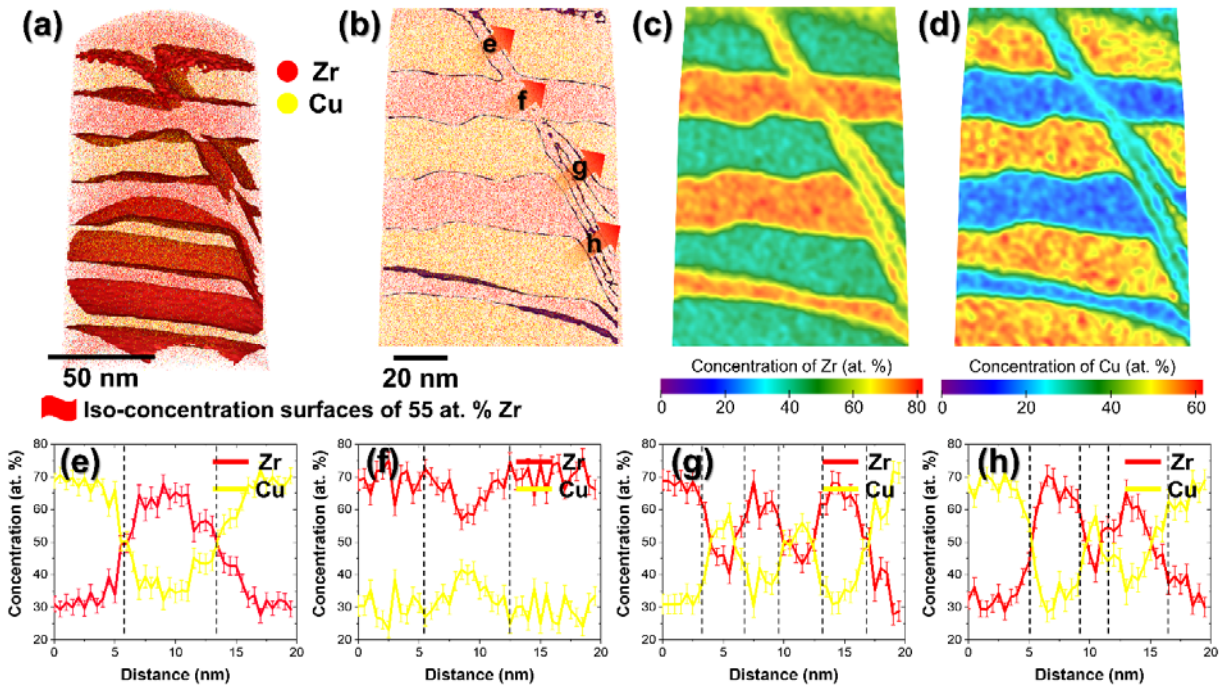 (a)
Zr
Cu
50 nm
(b)
e
f
g
h
20 nm
(c)
(d)
Concentration of Zr (at. %)
0 20 40 60 80
Concentration of Cu (at. %)
0 20 40 60
Iso-concentration surfaces of 55 at. % Zr
(e)
Zr
Cu
Concentration (at. %)
80
70
60
50
40
30
20
0 5 10 15 20
Distance (nm)
(f)
Zr
Cu
Concentration (at. %)
80
70
60
50
40
30
20
0 5 10 15 20
Distance (nm)
(g)
Zr
Cu
Concentration (at. %)
80
70
60
50
40
30
20
0 5 10 15 20
Distance (nm)
(h)
Zr
Cu
Concentration (at. %)
80
70
60
50
40
30
20
0 5 10 15 20
Distance (nm)